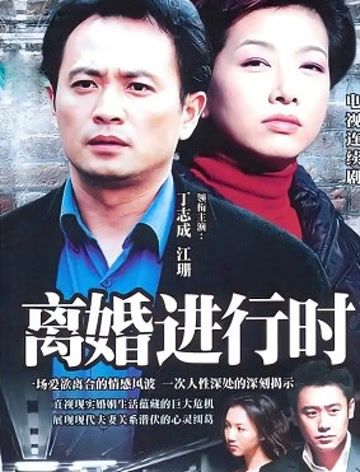 电视连续剧
领衔主演：
丁志成 江珊
离婚进行时
一场爱欲离合的情感风波 一次人性深处的深刻揭示
直视现实婚姻生活蕴藏的巨大危机
展现现代夫妻关系潜伏的心灵纠葛